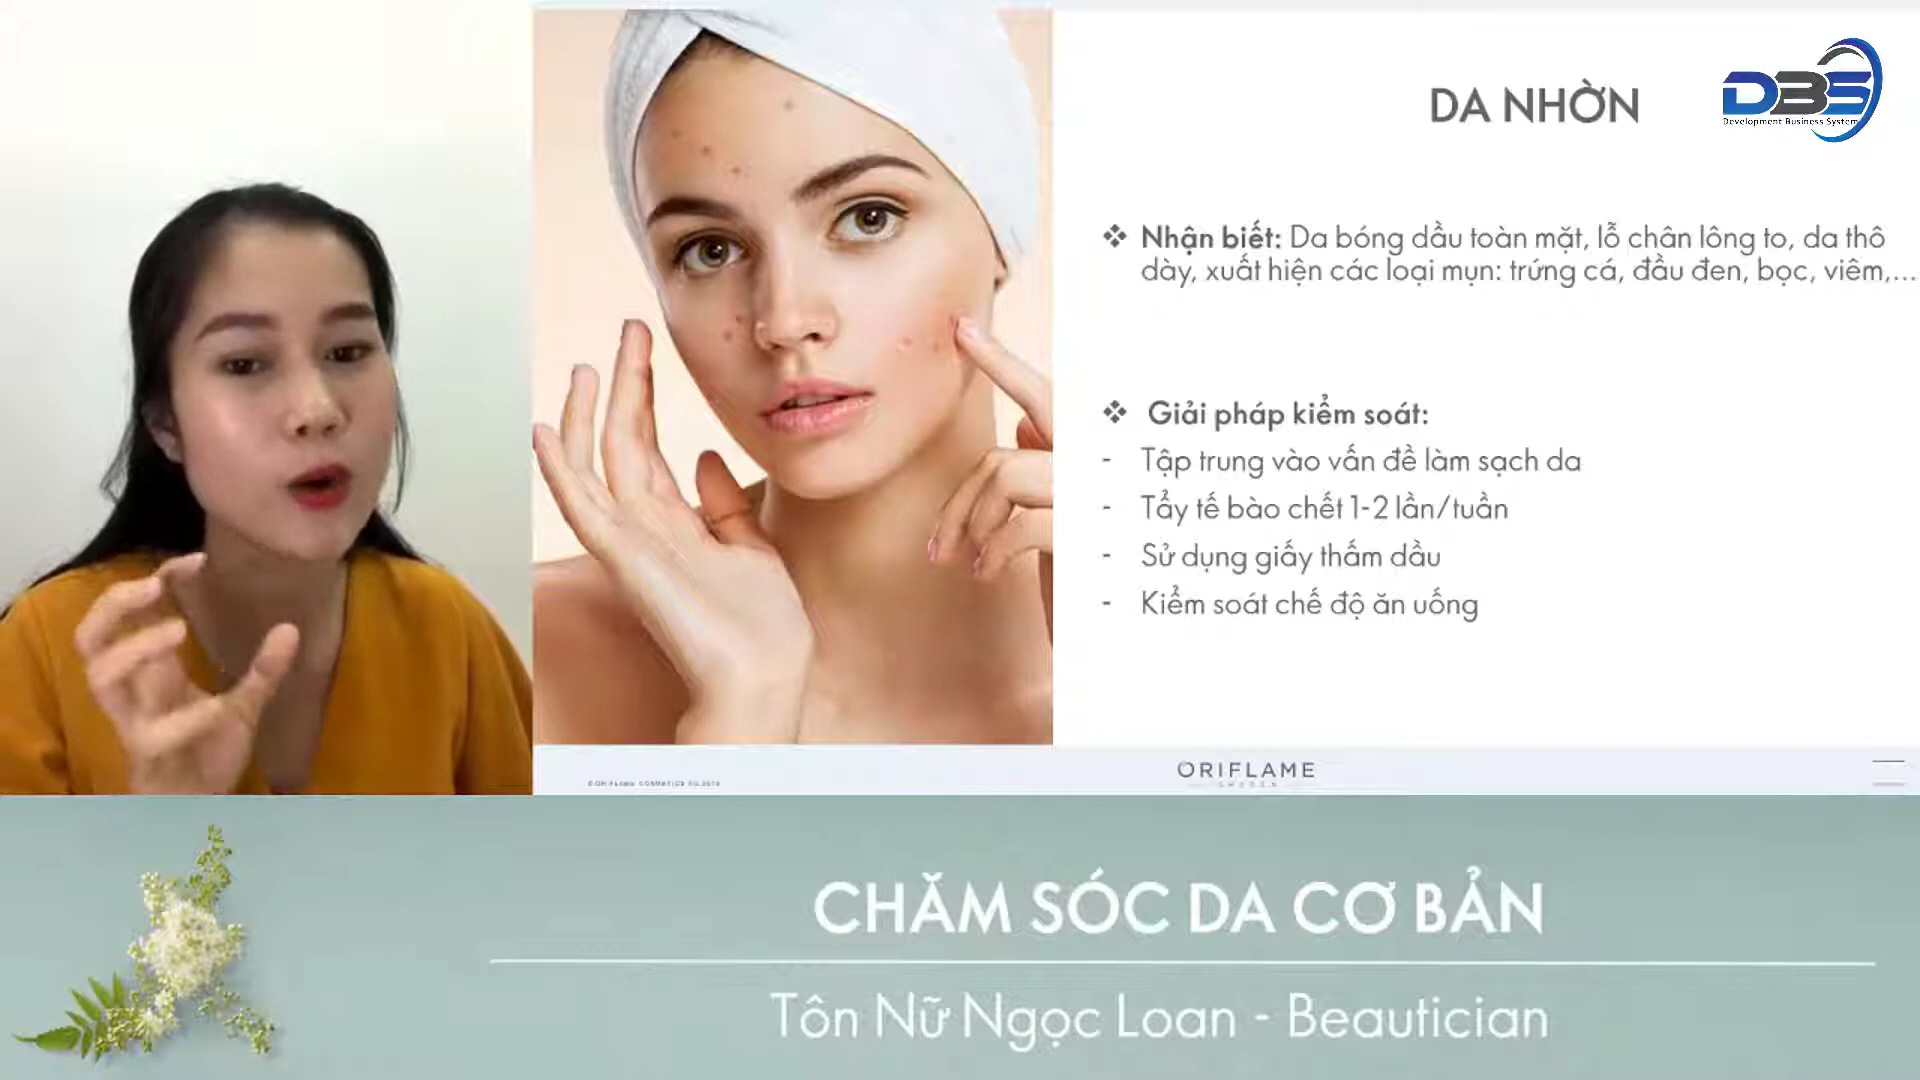 DA NHỜN
DBS
Development Business System
❖ Nhận biết: Da bóng dầu toàn mặt, lỗ chân lông to, da thô
dày, xuất hiện các loại mụn: trứng cá, đầu đen, bọc, viêm,...
❖ Giải pháp kiểm soát:
- Tập trung vào vấn đề làm sạch da
- Tẩy tế bào chết 1-2 lần/tuần
- Sử dụng giấy thấm dầu
- Kiểm soát chế độ ăn uống
ORIFLAME
SWEDEN
CHĂM SÓC DA CƠ BẢN
Tôn Nữ Ngọc Loan - Beautician